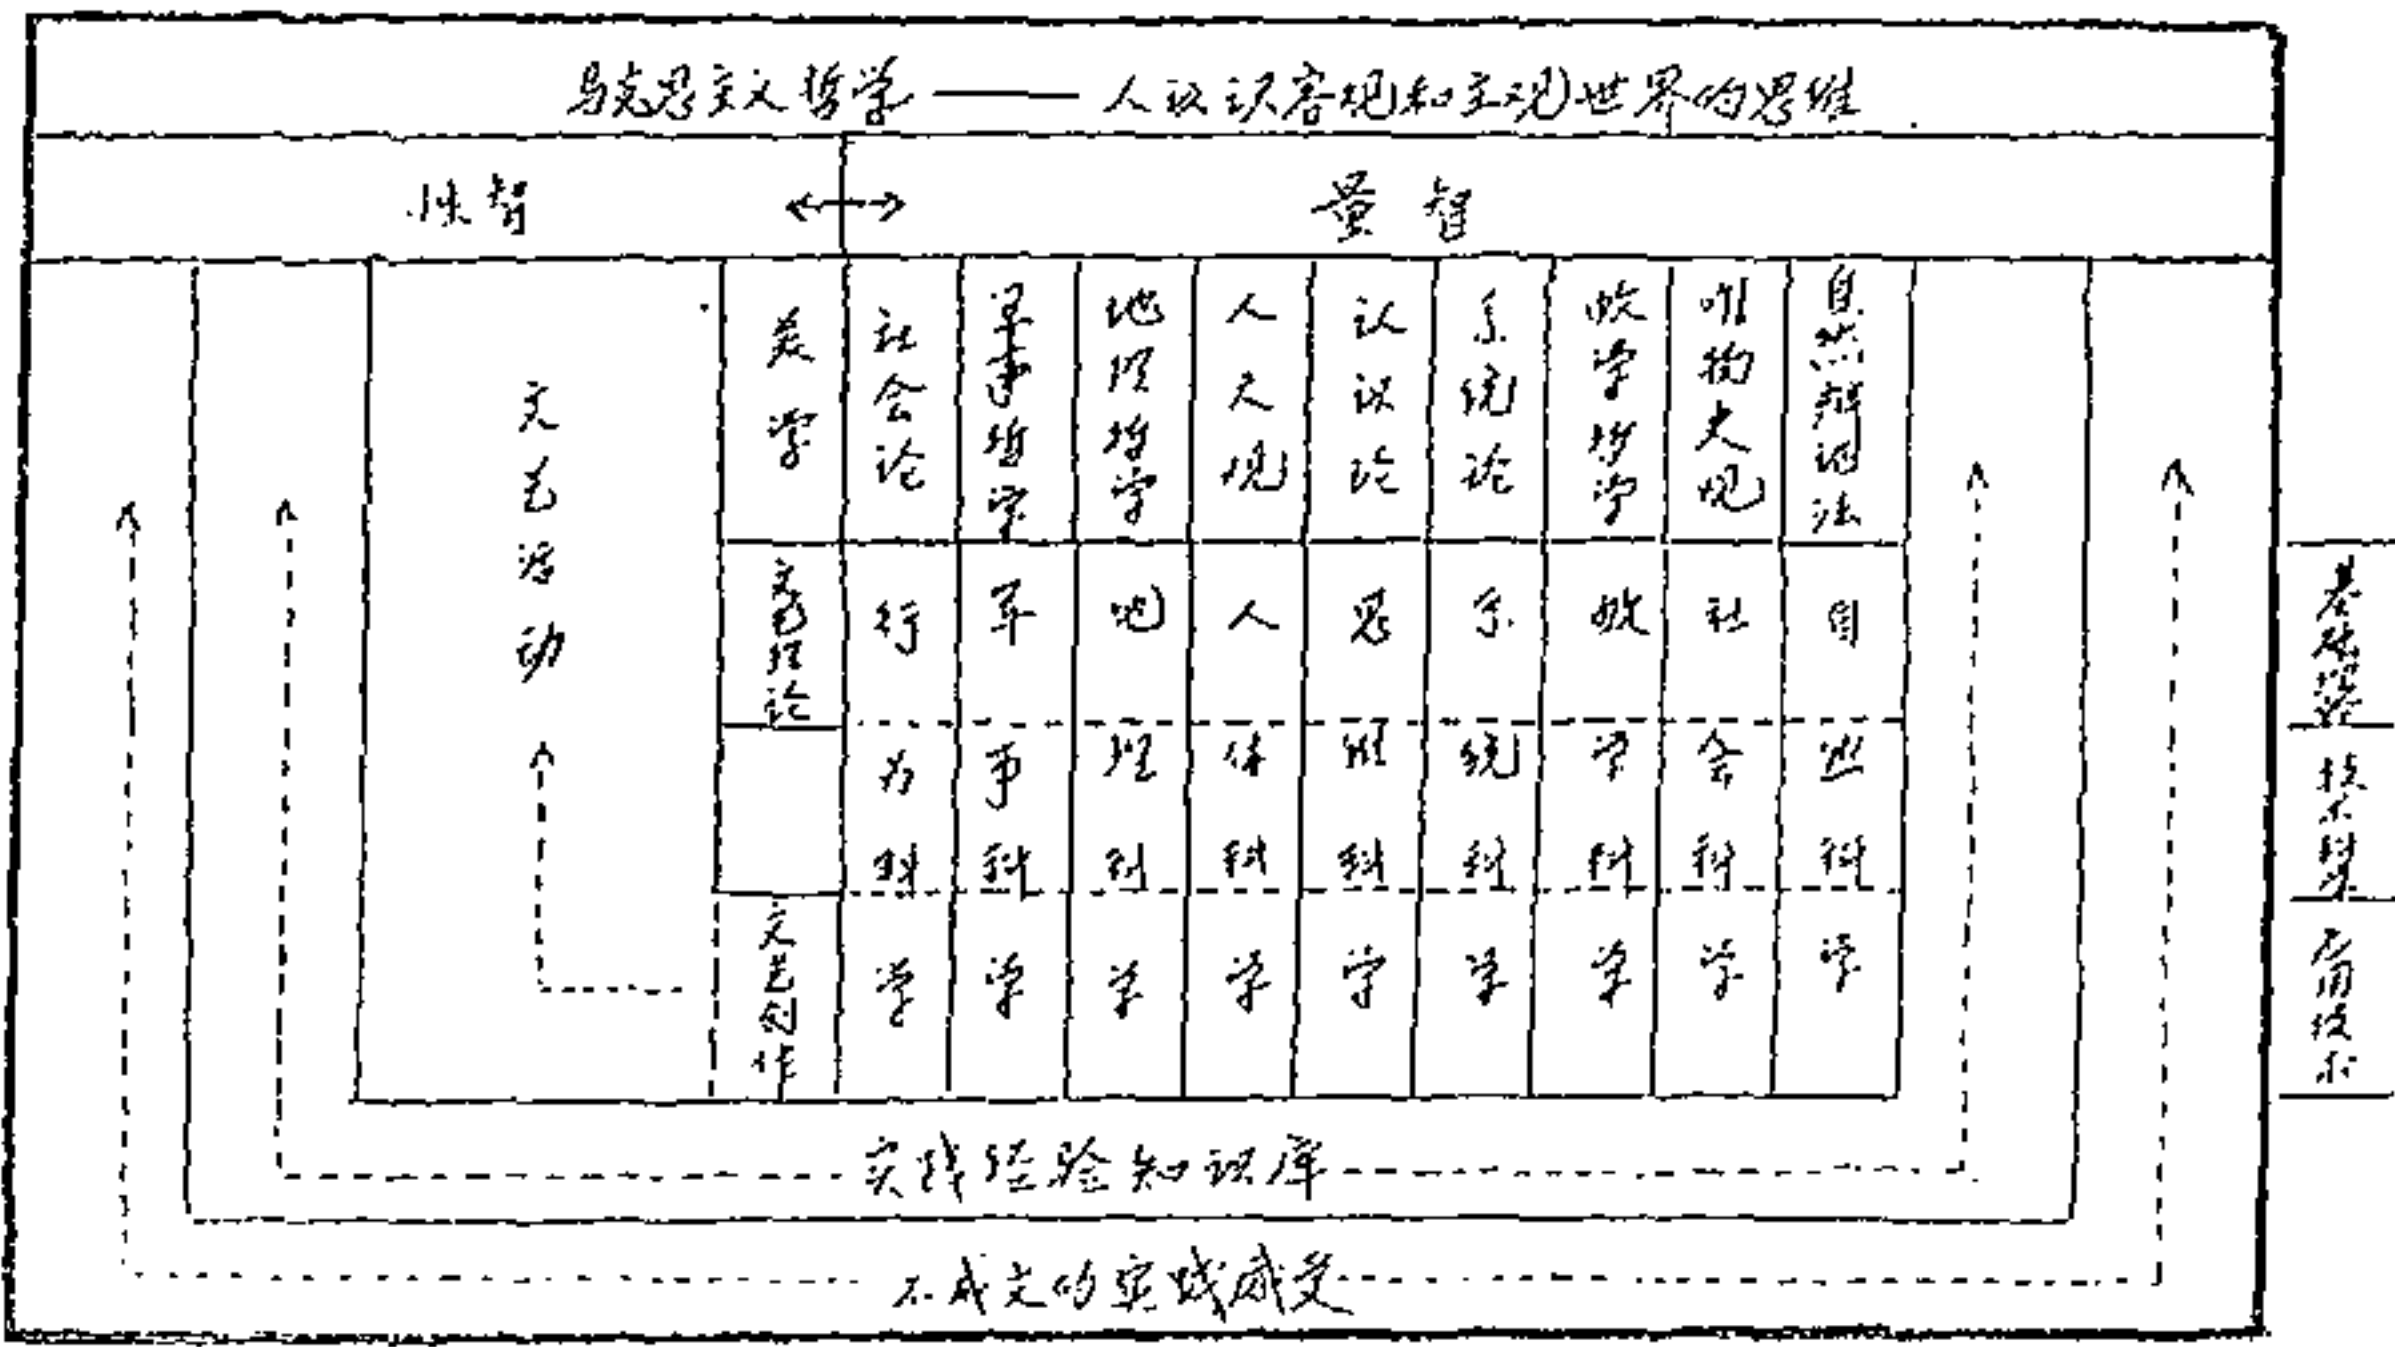 马克思主义哲学——人认识客观和主观世界的思维
性智 ↔ 量智
文艺活动
美学
社会论
军事哲学
地理哲学
人天观
认识论
系统论
数学哲学
唯物史观
自然辩证法
文艺理论
文艺创作
行为科学
军事科学
地理科学
人体科学
思维科学
系统科学
数学科学
社会科学
自然科学
基础理论
技术科学
应用技术
实践经验知识库
不成文的实践感受